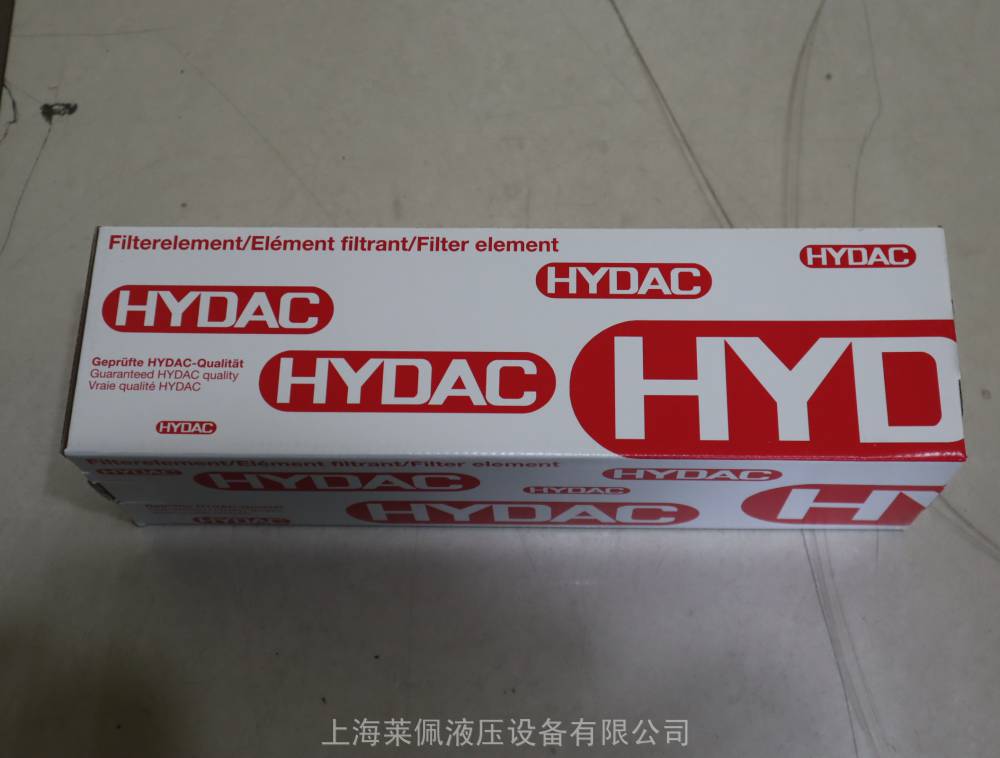 Filterelement/Elément filtrant/Filter element
HYDAC
HYDAC
HYDAC
Geprüfte HYDAC-Qualität
Guaranteed HYDAC quality
Vraie qualité HYDAC
HYDAC
HYD
HYDAC
Filterelement/Elément filtrant/Filter element
HYDAC
HYDAC
HYDAC
HYDAC
HYDAC
HY
HYDAC
上海莱佩液压设备有限公司